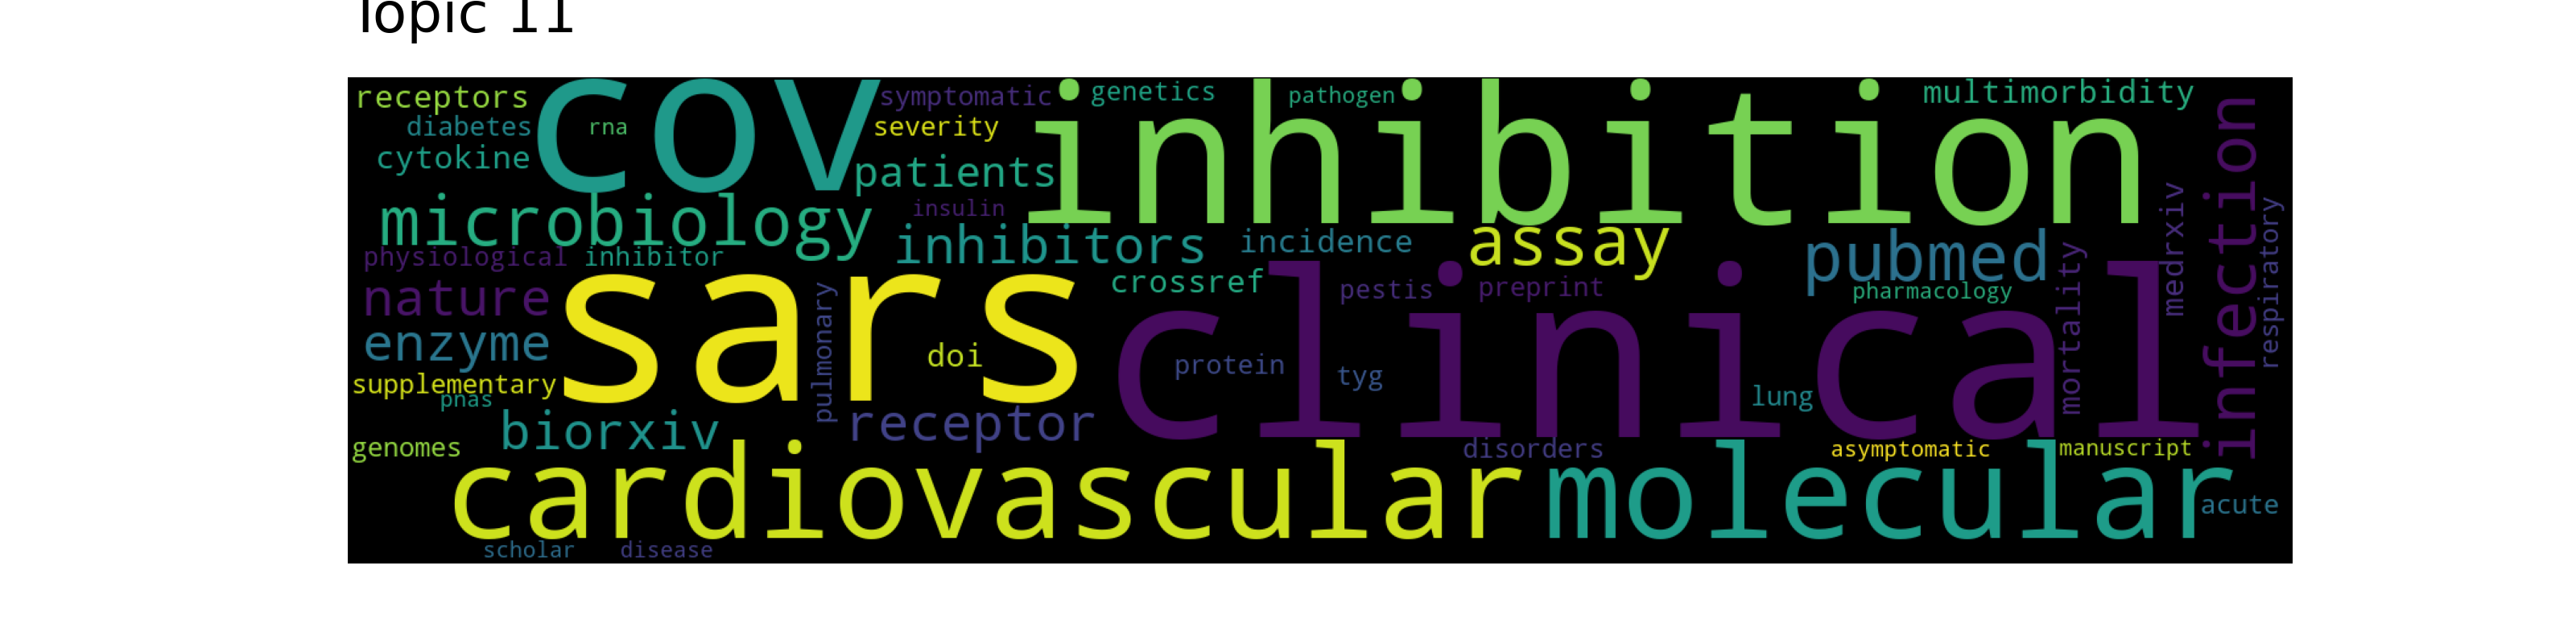 Topic 11
receptors
cov
symptomatic
genetics
pathogen
multimorbidity
diabetes
rna
severity
inhibition
cytokine
patients
infection
microbiology
insulin
medrxiv
respiratory
physiological
inhibitor
inhibitors
incidence
assay
pubmed
mortality
nature
sars
crossref
pestis
preprint
pharmacology
clinical
enzyme
pulmonary
doi
protein
tyg
supplementary
pnas
lung
biorxiv
receptor
genomes
disorders
asymptomatic
manuscript
cardiovascular
molecular
acute
scholar
disease